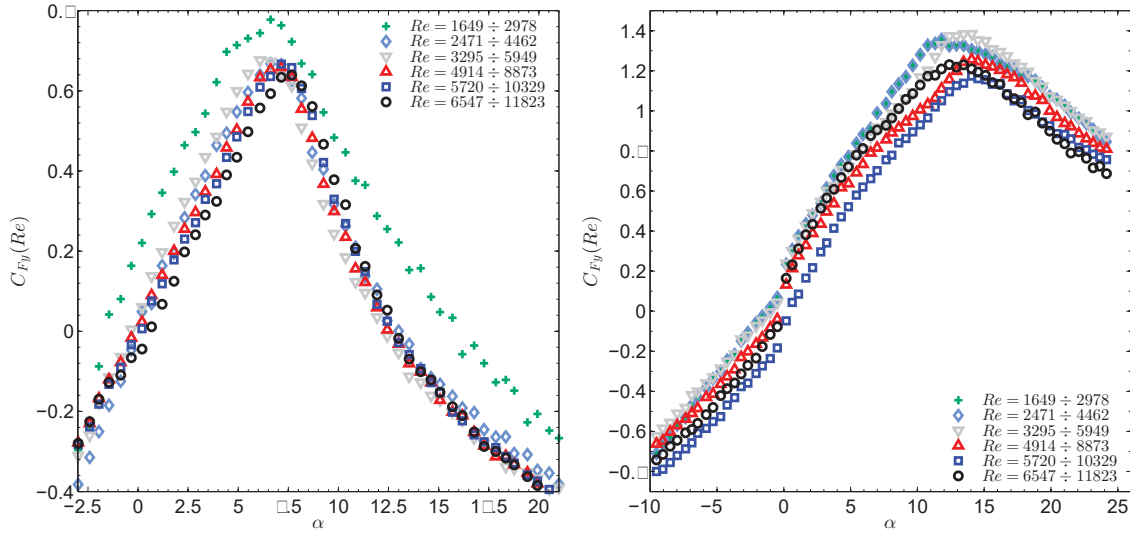 0.□
0.6
0.4
0.2
0
−0.2
−0.4
C_{Fy}(Re)
Re = 1649 ÷ 2978
Re = 2471 ÷ 4462
Re = 3295 ÷ 5949
Re = 4914 ÷ 8873
Re = 5720 ÷ 10329
Re = 6547 ÷ 11823
−2.5 0 2.5 5 □.5 10 12.5 15 1□.5 20
α
1.4
1.2
1
0.□
0.6
0.4
0.2
0
−0.2
−0.4
−0.6
−0.□
C_{Fy}(Re)
Re = 1649 ÷ 2978
Re = 2471 ÷ 4462
Re = 3295 ÷ 5949
Re = 4914 ÷ 8873
Re = 5720 ÷ 10329
Re = 6547 ÷ 11823
−10 −5 0 5 10 15 20 25
α